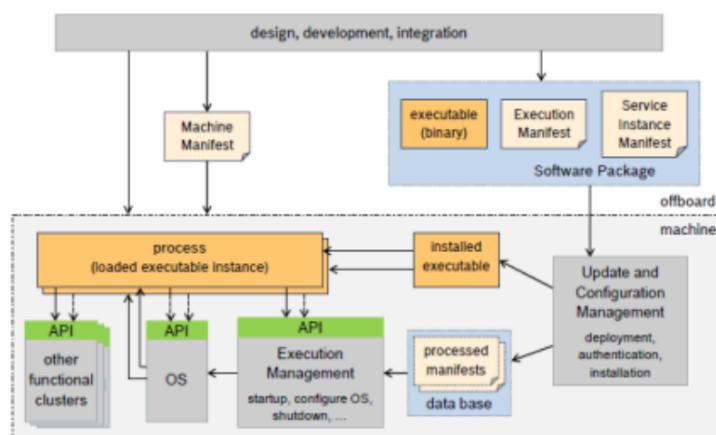 design, development, integration
Machine
Manifest
executable
(binary)
Execution
Manifest
Service
Instance
Manifest
Software Package
offboard
machine
process
(loaded executable instance)
installed
executable
Update and
Configuration
Management
deployment,
authentication,
installation
API
other
functional
clusters
API
OS
API
Execution
Management
startup, configure OS,
shutdown, ...
processed
manifests
data base